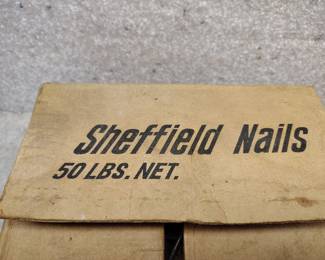 Sheffield Nails
50 LBS. NET.